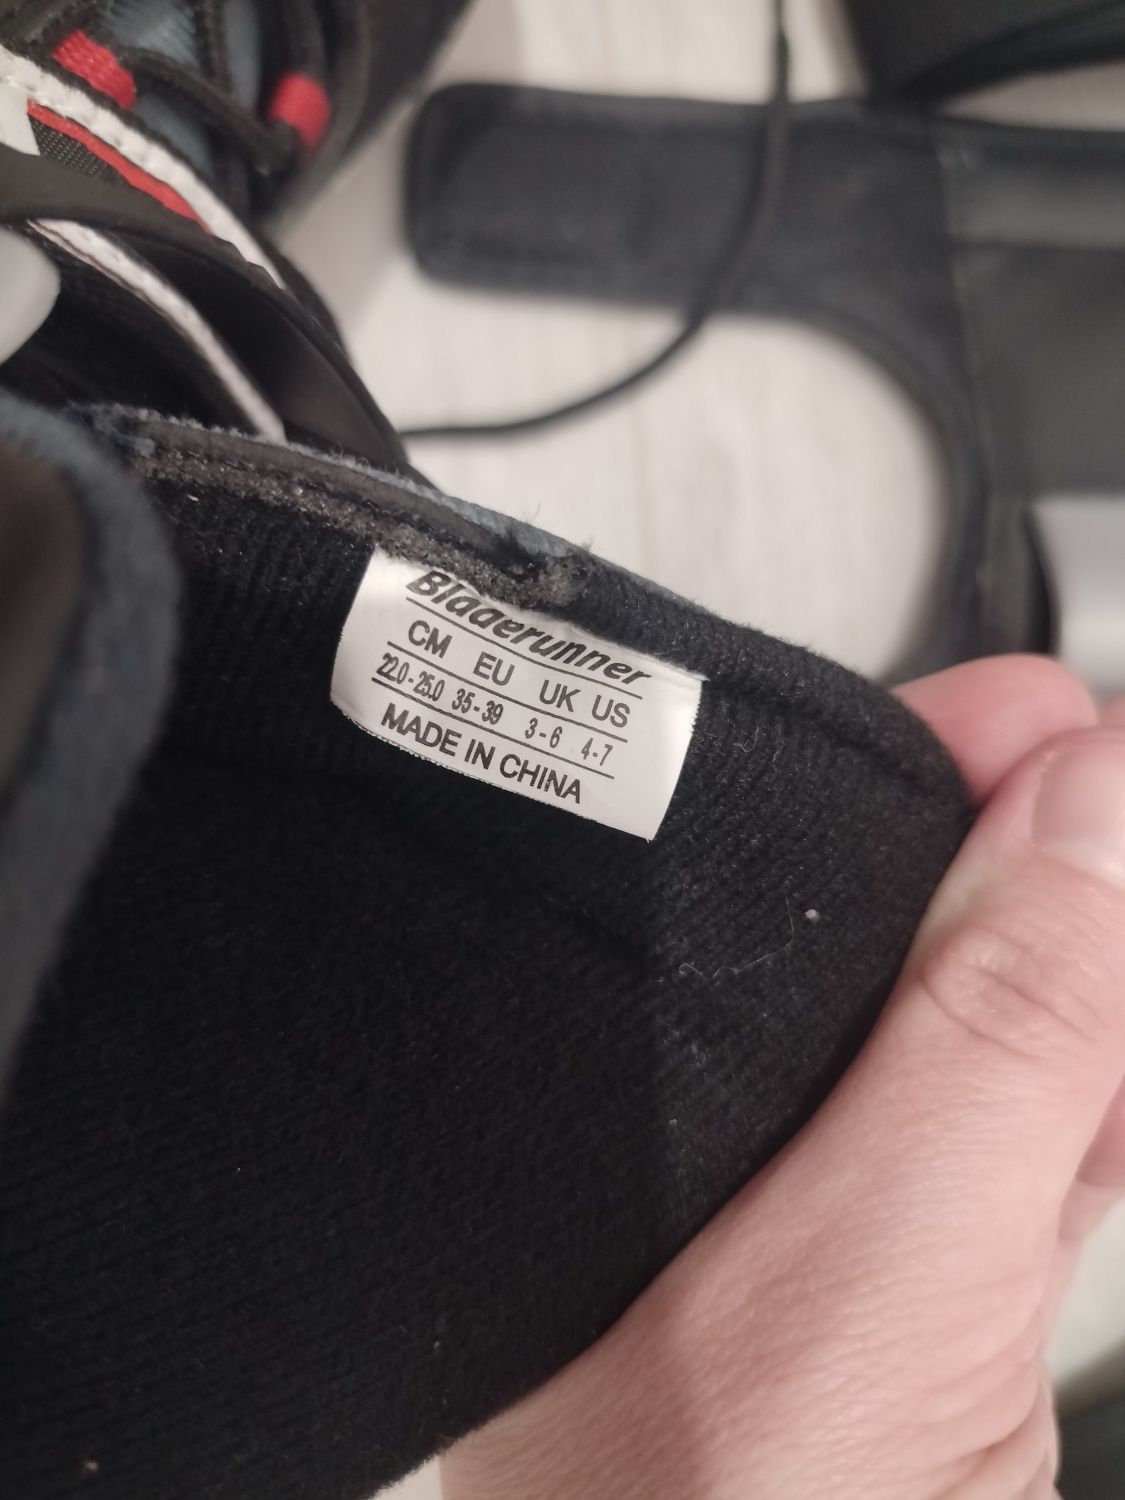 Bladerunner
CM EU UK US
22.0-25.0 35-39 3-6 4-7
MADE IN CHINA